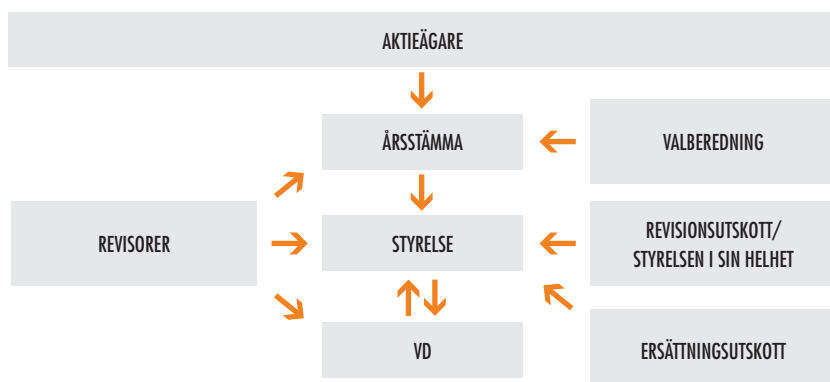 AKTIEÄGARE
ÅRSSTÄMMA
VALBEREDNING
REVISORER
STYRELSE
REVISIONSUTSKOTT/
STYRELSEN I SIN HELHET
VD
ERSÄTTNINGSUTSKOTT